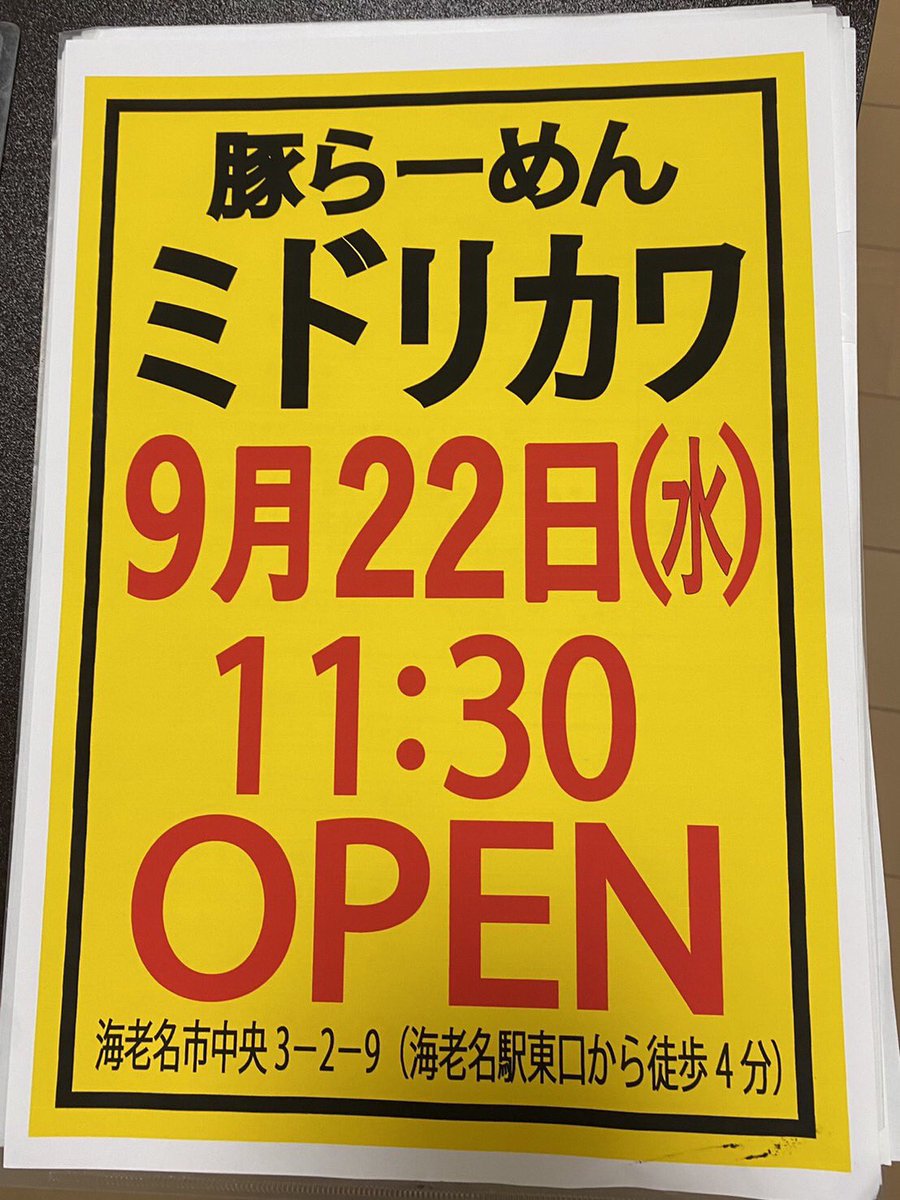 豚らーめん
ミドリカワ
9月22日(水)
11:30
OPEN
海老名市中央3−2−9（海老名駅東口から徒歩4分）